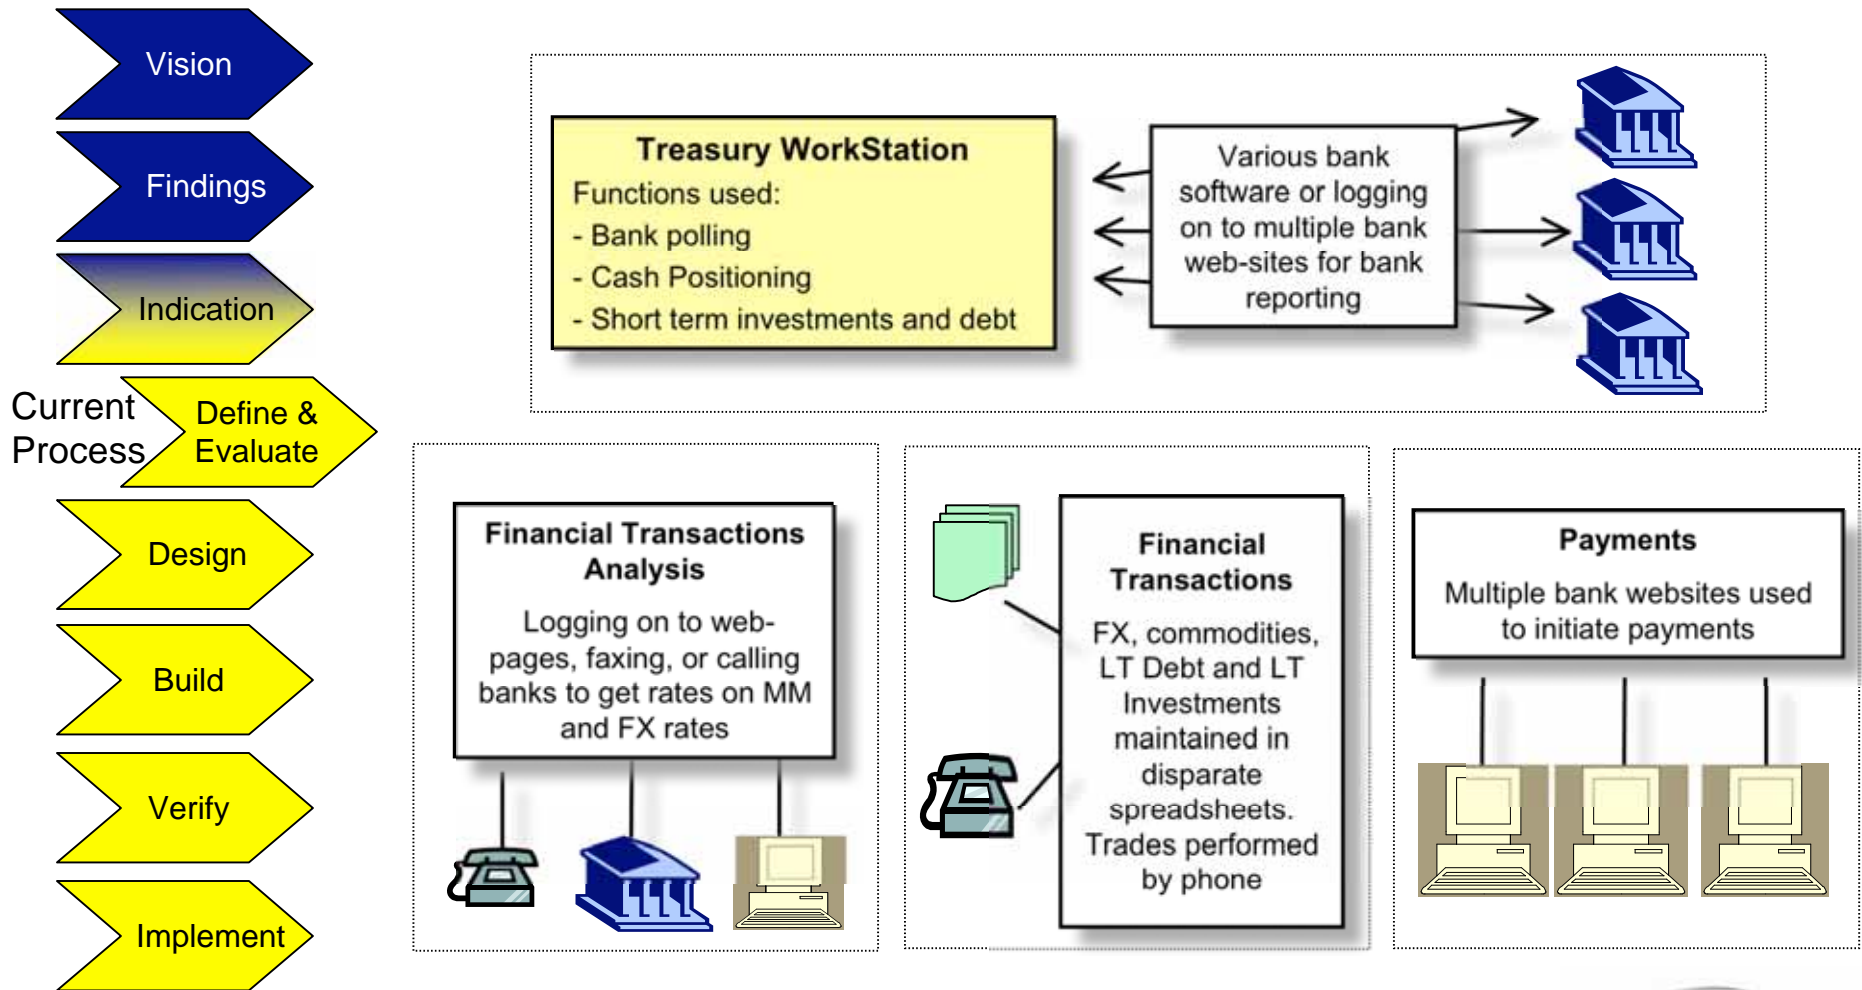 Vision
Findings
Indication
Current
Process
Define &
Evaluate
Design
Build
Verify
Implement
Treasury WorkStation
Functions used:
- Bank polling
- Cash Positioning
- Short term investments and debt
Various bank
software or logging
on to multiple bank
web-sites for bank
reporting
Financial Transactions
Analysis
Logging on to web-
pages, faxing, or calling
banks to get rates on MM
and FX rates
Financial
Transactions
FX, commodities,
LT Debt and LT
Investments
maintained in
disparate
spreadsheets.
Trades performed
by phone
Payments
Multiple bank websites used
to initiate payments